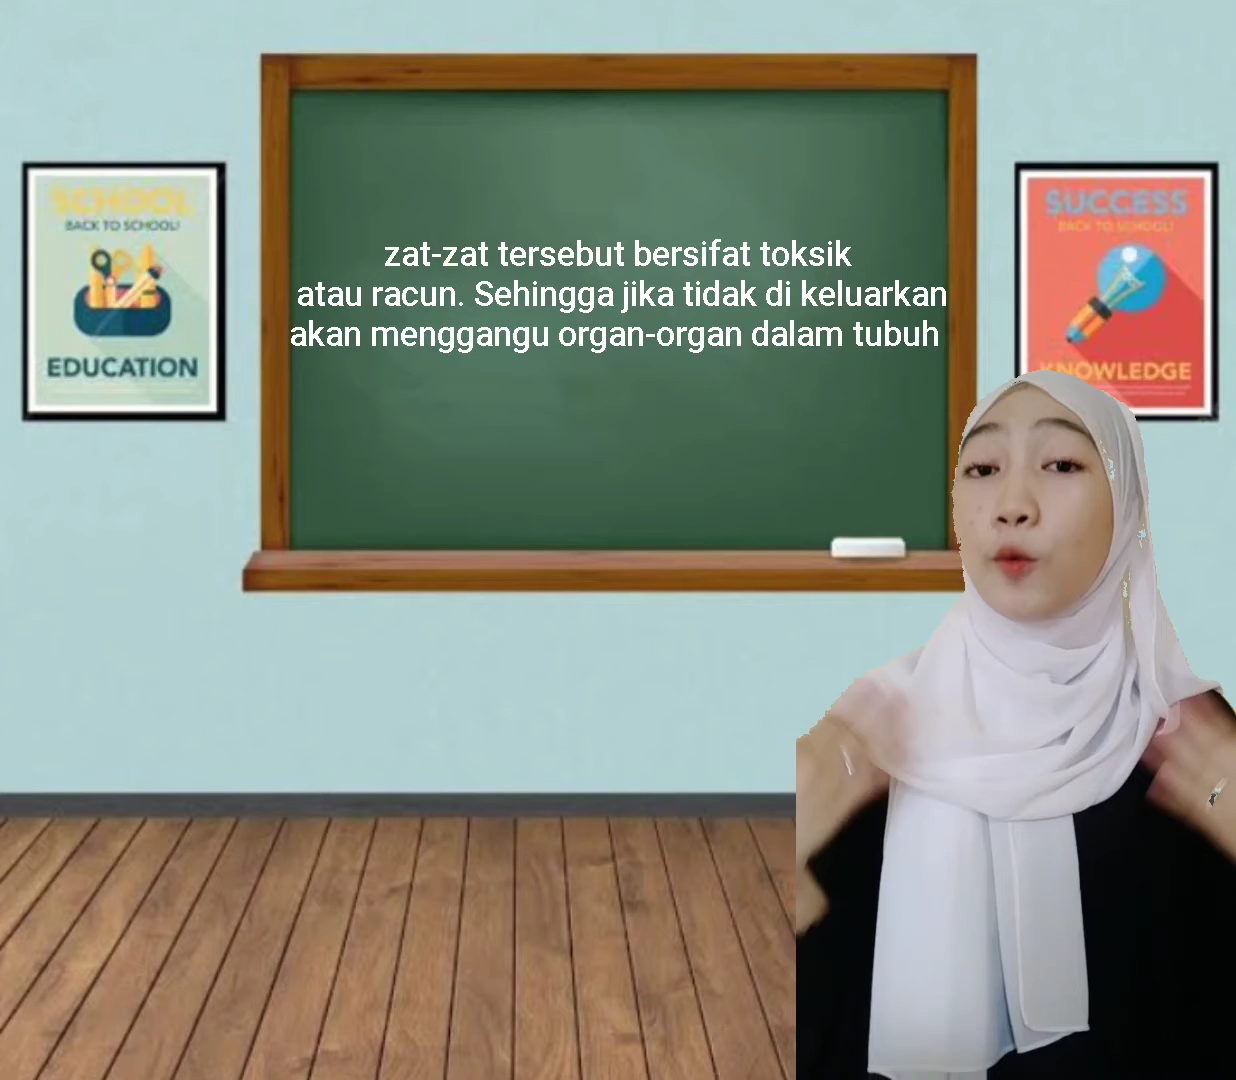 SCHOOL
BACK TO SCHOOL!
EDUCATION
zat-zat tersebut bersifat toksik
atau racun. Sehingga jika tidak di keluarkan
akan menggangu organ-organ dalam tubuh
SUCCESS
BACK TO SCHOOL!
KNOWLEDGE